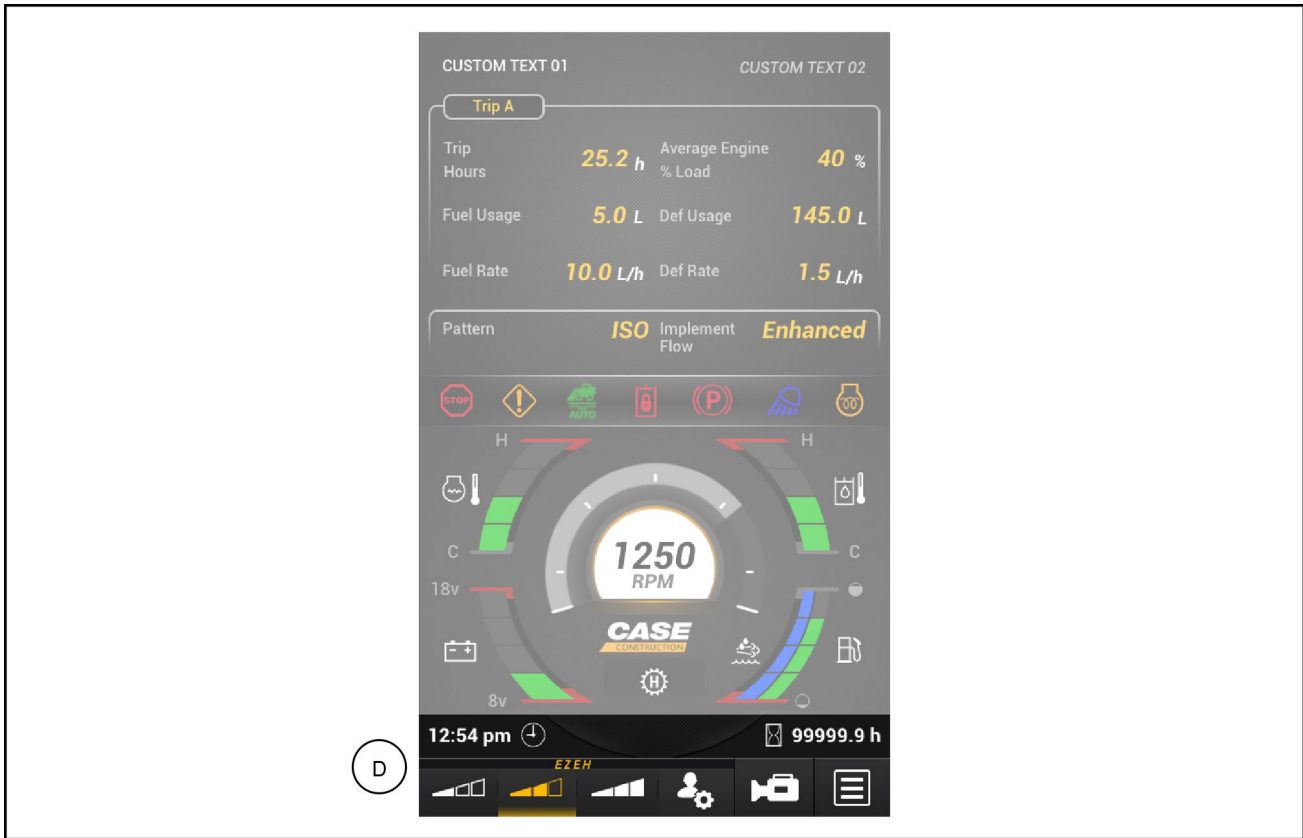 CUSTOM TEXT 01 CUSTOM TEXT 02
Trip A
Trip Hours 25.2 h Average Engine % Load 40 %
Fuel Usage 5.0 L Def Usage 145.0 L
Fuel Rate 10.0 L/h Def Rate 1.5 L/h
Pattern ISO Implement Flow Enhanced
STOP ! AUTO P
H H
C C
1250
RPM
18v
CASE
CONSTRUCTION
H
8v
12:54 pm 99999.9 h
D
EZEH